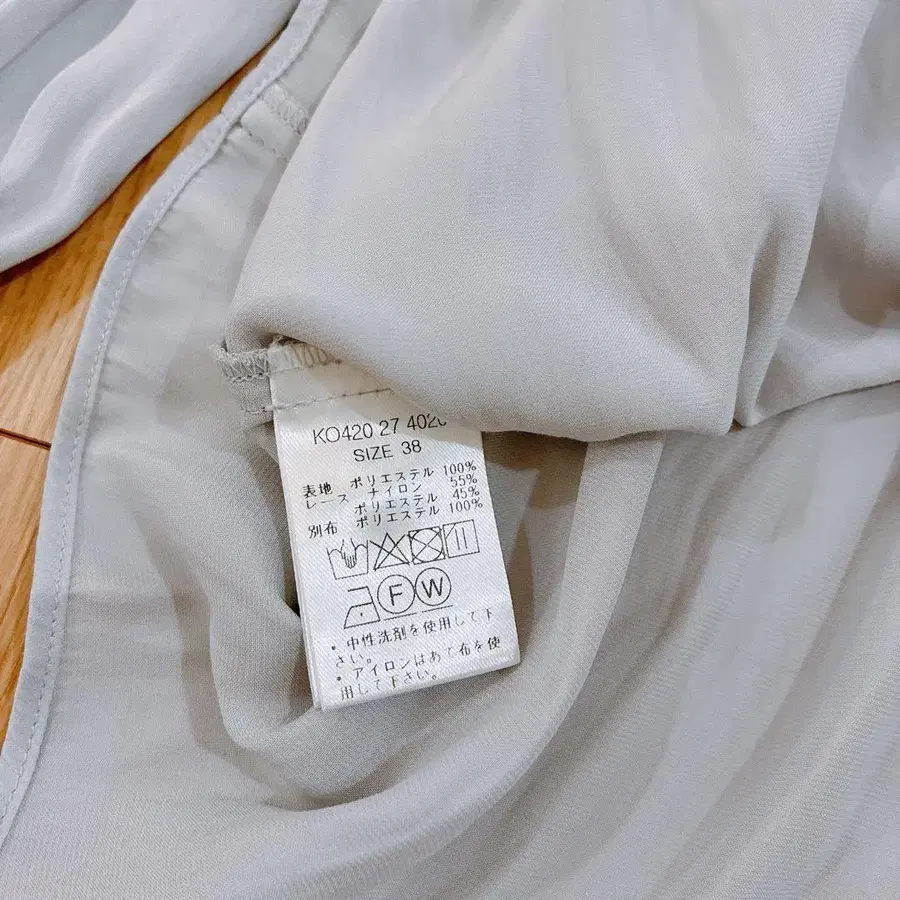 KO420 27 402
SIZE 38
表地 ポリエステル 100%
レース ナイロン 55%
ポリエステル 45%
別布 ポリエステル 100%
F W
・中性洗剤を使用して下
さい。
・アイロンはあて布を使
用して下さい。